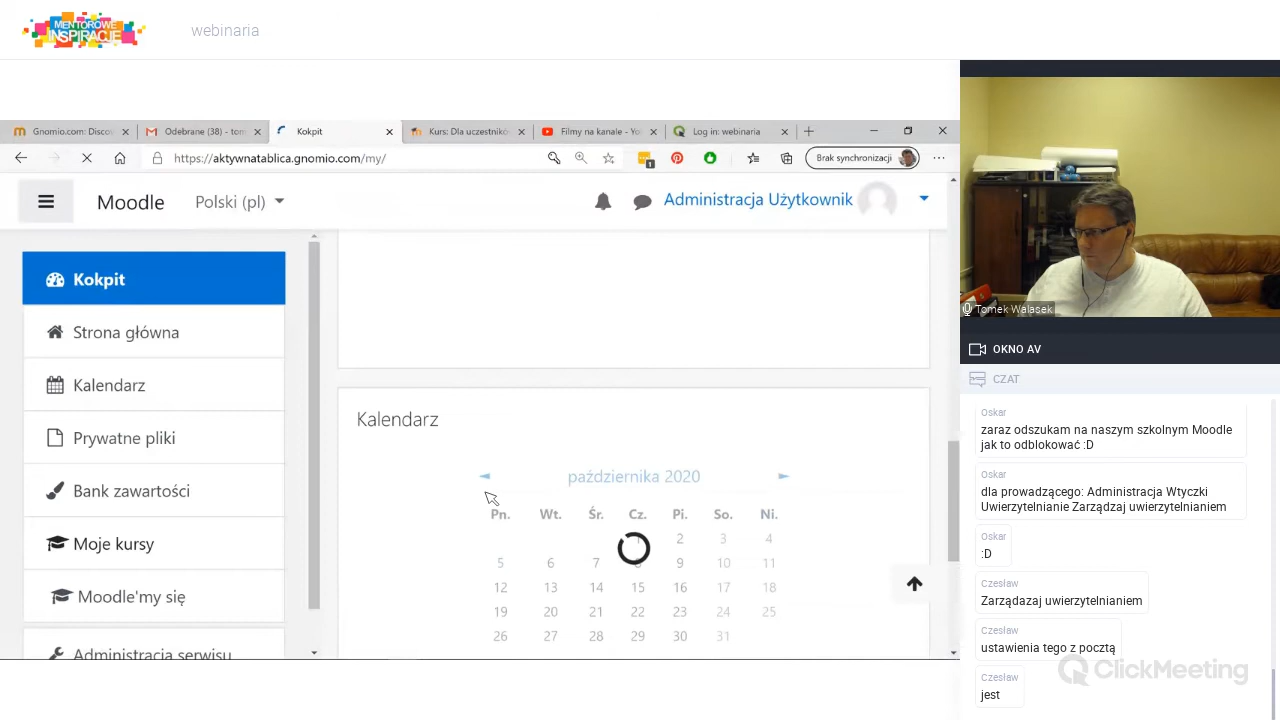 MENTOROWE
INSPIRACJE
webinaria
Gnomio.com: Discov
Odebrane (38) - tom
Kokpit
Kurs: Dla uczestników
Filmy na kanale - Yo
Log in: webinaria
https://aktywnatablica.gnomio.com/my/
Brak synchronizacji
Moodle
Polski (pl)
Administracja Użytkownik
Kokpit
Strona główna
Kalendarz
Prywatne pliki
Bank zawartości
Moje kursy
Moodle'my się
Administracja serwisu
Kalendarz
◄ października 2020 ►
Pn. Wt. Śr. Cz. Pi. So. Ni.
1 2 3 4
5 6 7 8 9 10 11
12 13 14 15 16 17 18
19 20 21 22 23 24 25
26 27 28 29 30 31
Tomek Walasek
OKNO AV
CZAT
Oskar
zaraz odszukam na naszym szkolnym Moodle
jak to odblokować :D
Oskar
dla prowadzącego: Administracja Wtyczki
Uwierzytelnianie Zarządzaj uwierzytelnianiem
Oskar
:D
Czesław
Zarządazaj uwierzytelnianiem
Czesław
ustawienia tego z pocztą
Czesław
jest
ClickMeeting